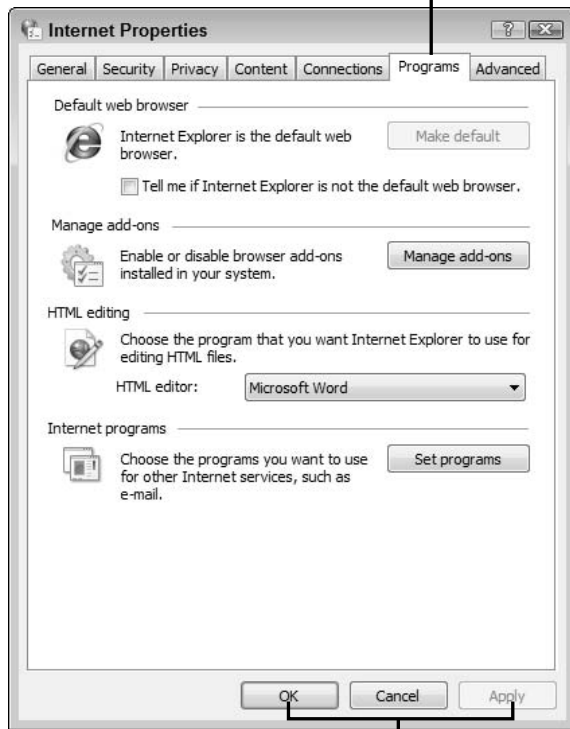 Internet Properties
General Security Privacy Content Connections Programs Advanced
Default web browser
Internet Explorer is the default web
browser.
Make default
Tell me if Internet Explorer is not the default web browser.
Manage add-ons
Enable or disable browser add-ons
installed in your system.
Manage add-ons
HTML editing
Choose the program that you want Internet Explorer to use for
editing HTML files.
HTML editor: Microsoft Word
Internet programs
Choose the programs you want to use
for other Internet services, such as
e-mail.
Set programs
OK Cancel Apply